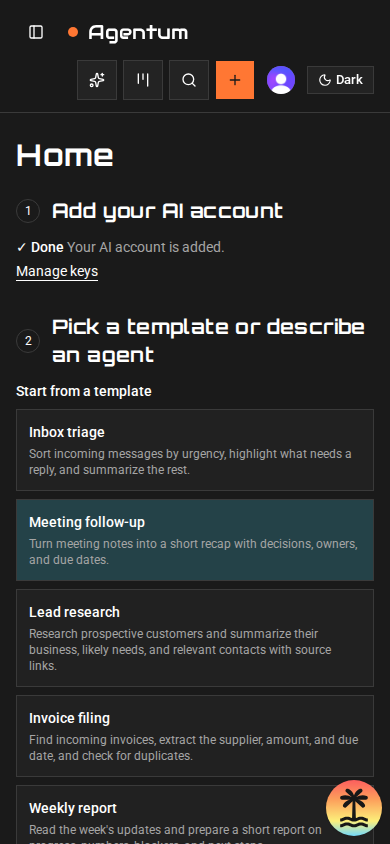 Agentum
Dark
Home
1
Add your AI account
✓ Done Your AI account is added.
Manage keys
2
Pick a template or describe
an agent
Start from a template
Inbox triage
Sort incoming messages by urgency, highlight what needs a
reply, and summarize the rest.
Meeting follow-up
Turn meeting notes into a short recap with decisions, owners,
and due dates.
Lead research
Research prospective customers and summarize their
business, likely needs, and relevant contacts with source
links.
Invoice filing
Find incoming invoices, extract the supplier, amount, and due
date, and check for duplicates.
Weekly report
Read the week's updates and prepare a short report on